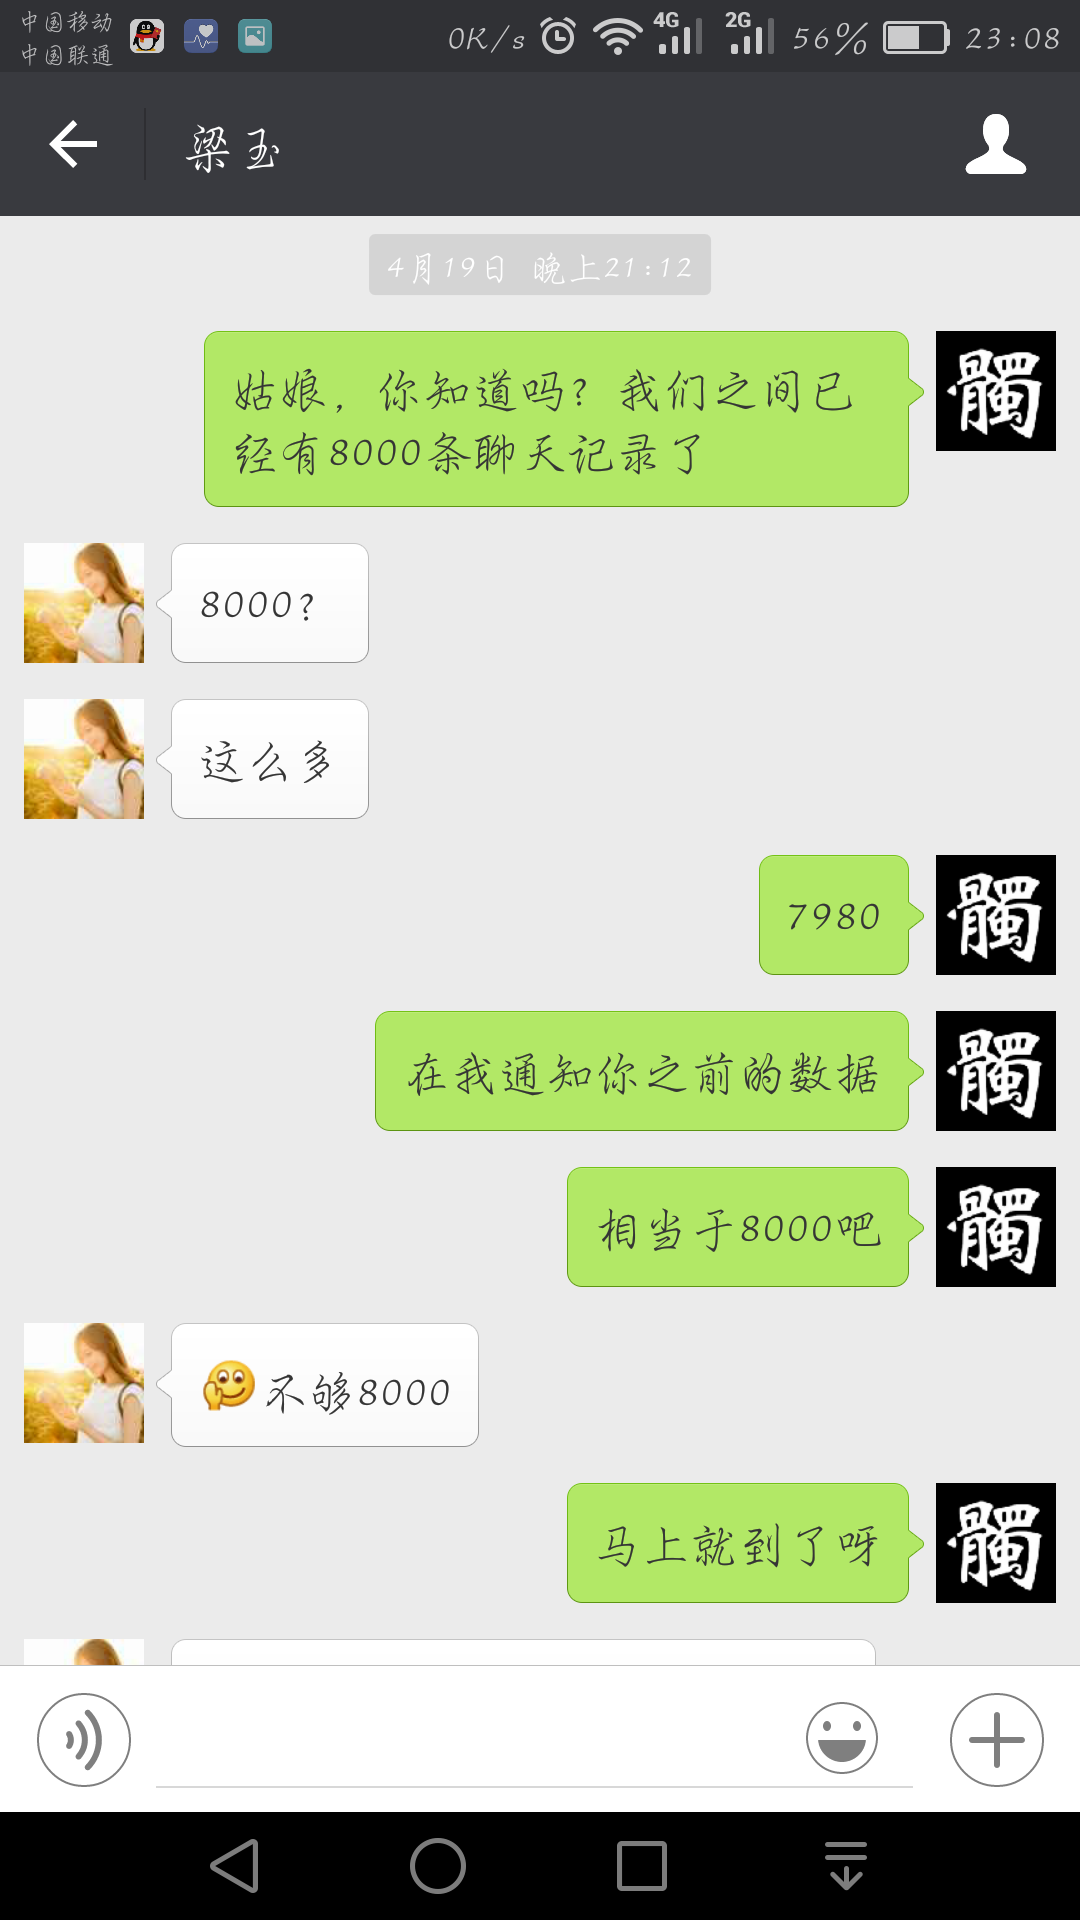 中国移动
中国联通
0K/s
4G
2G
56%
23:08
梁玉
4月19日 晚上21:12
姑娘，你知道吗？我们之间已
经有8000条聊天记录了
髑
8000？
这么多
7980
髑
在我通知你之前的数据
髑
相当于8000吧
髑
不够8000
马上就到了呀
髑